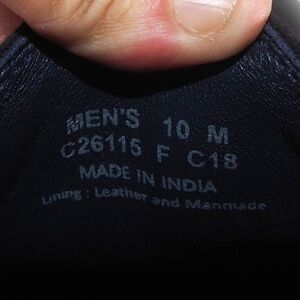 MEN'S 10 M
C26115 F C18
MADE IN INDIA
Lining : Leather and Manmade